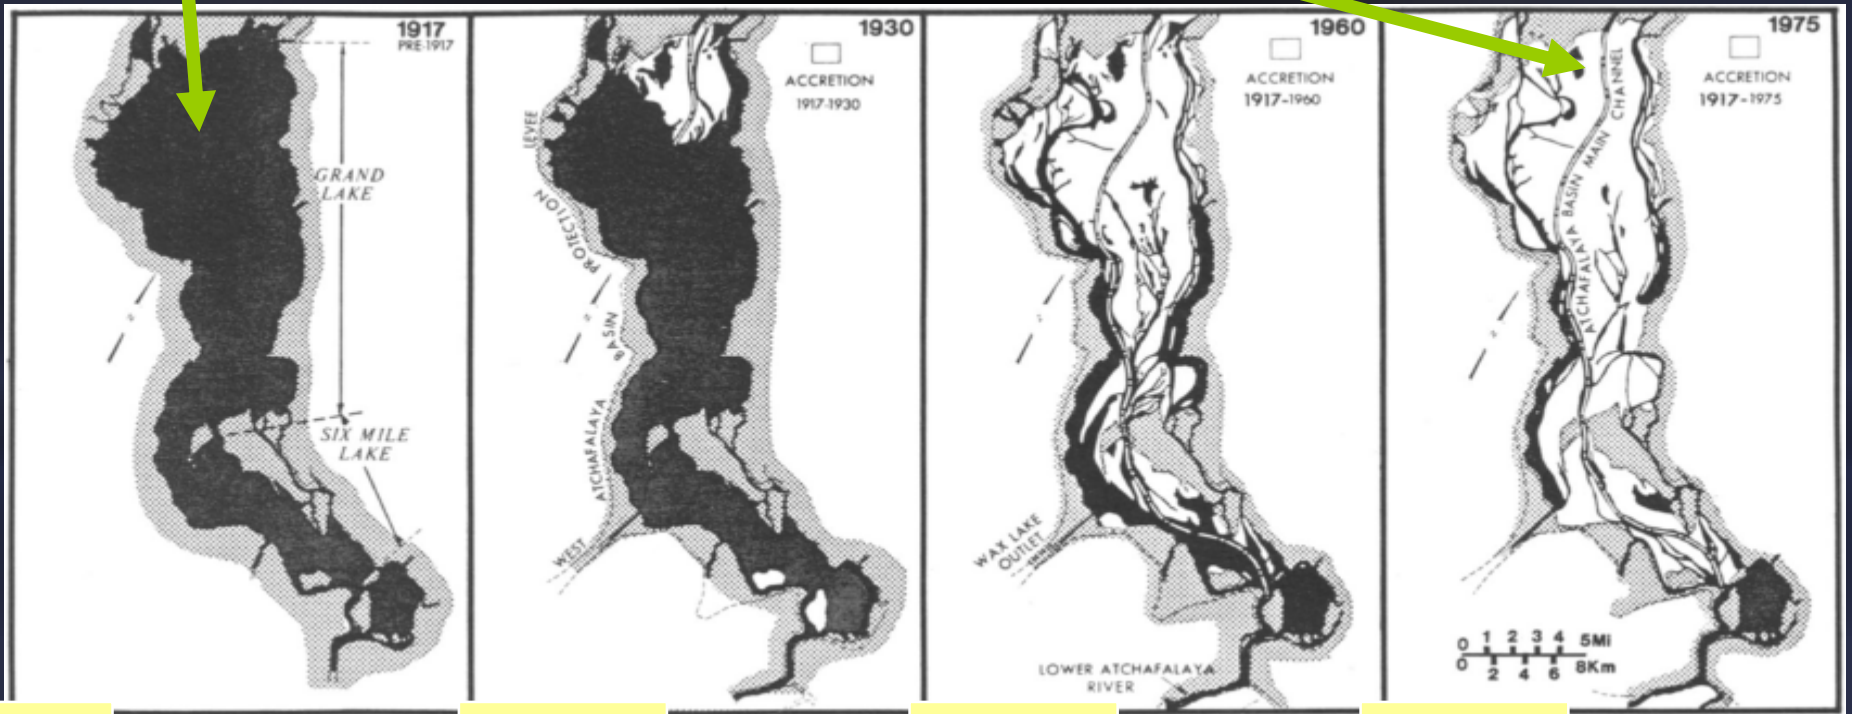 1917
PRE-1917
GRAND
LAKE
SIX MILE
LAKE
1930
ACCRETION
1917-1930
WEST
ATCHAFALAYA
BASIN
PROTECTION
LEVEE
1960
ACCRETION
1917-1960
WAX LAKE
OUTLET
LOWER ATCHAFALAYA
RIVER
1975
ACCRETION
1917-1975
ATCHAFALAYA BASIN MAIN CHANNEL
0 1 2 3 4 5Mi
0 2 4 6 8Km